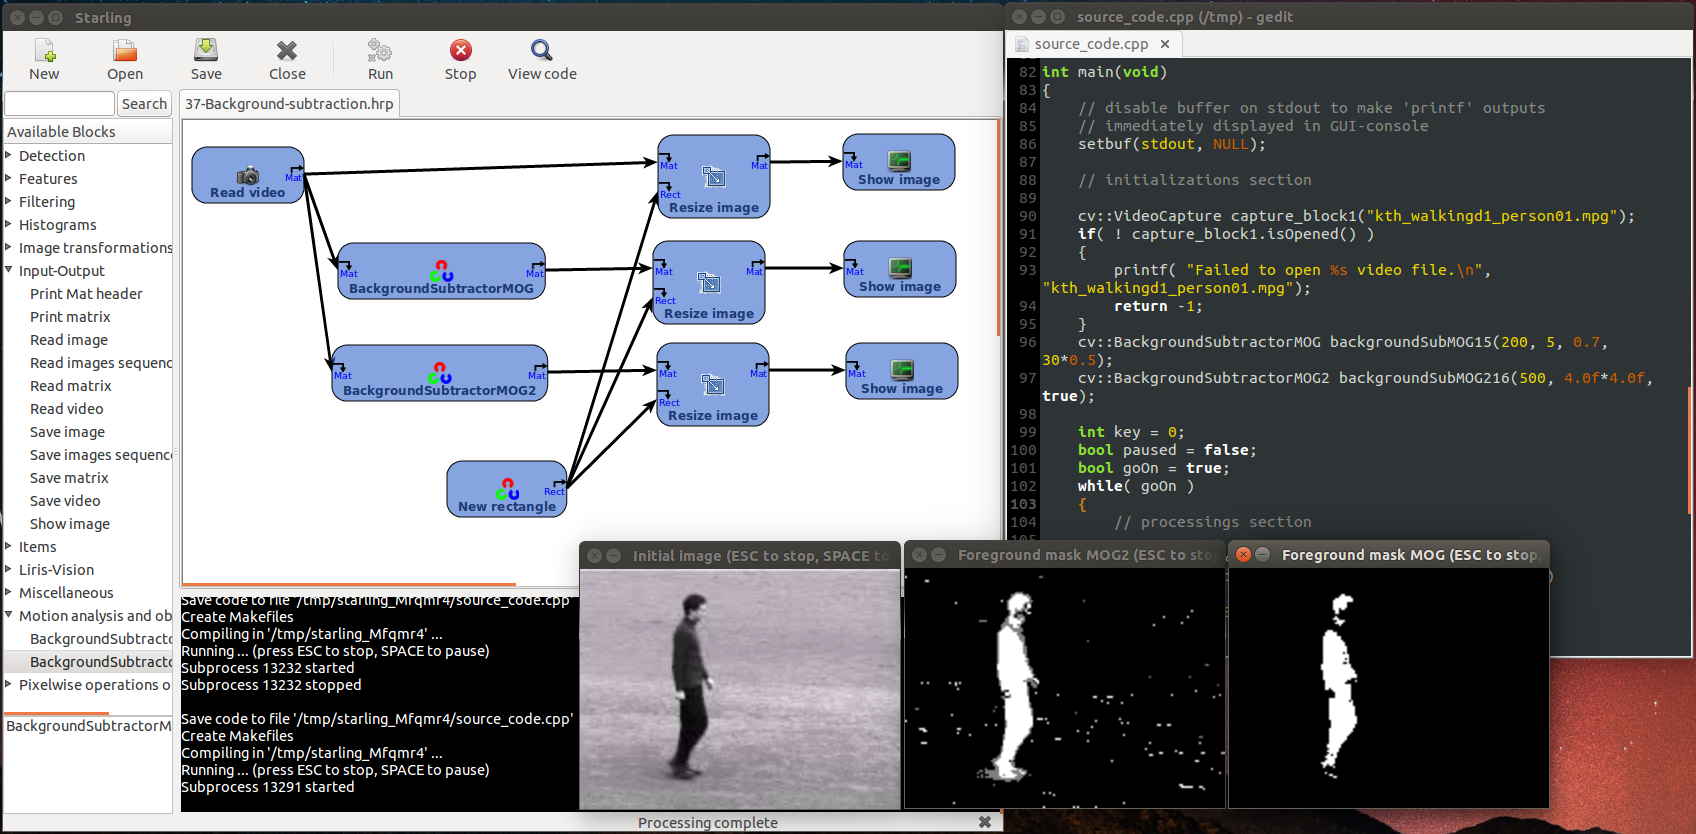 Starling
New
Open
Save
Close
Run
Stop
View code
Search
37-Background-subtraction.hrp
Available Blocks
Detection
Features
Filtering
Histograms
Image transformations
Input-Output
Print Mat header
Print matrix
Read image
Read images sequenc
Read matrix
Read video
Save image
Save images sequenc
Save matrix
Save video
Show image
Items
Liris-Vision
Miscellaneous
Motion analysis and ob
BackgroundSubtracto
BackgroundSubtracto
Pixelwise operations o
BackgroundSubtractorM
Mat
Read video
Mat
Mat
Rect
Resize image
Mat
Show image
Mat
Mat
BackgroundSubtractorMOG
Mat
Mat
Rect
Resize image
Mat
Show image
Mat
Mat
BackgroundSubtractorMOG2
Mat
Mat
Rect
Resize image
Mat
Show image
Rect
New rectangle
Save code to file '/tmp/starling_Mfqmr4/source_code.cpp'
Create Makefiles
Compiling in '/tmp/starling_Mfqmr4' ...
Running ... (press ESC to stop, SPACE to pause)
Subprocess 13232 started
Subprocess 13232 stopped
Save code to file '/tmp/starling_Mfqmr4/source_code.cpp'
Create Makefiles
Compiling in '/tmp/starling_Mfqmr4' ...
Running ... (press ESC to stop, SPACE to pause)
Subprocess 13291 started
Processing complete
source_code.cpp (/tmp) - gedit
source_code.cpp
82 int main(void)
83 {
84 // disable buffer on stdout to make 'printf' outputs
85 // immediately displayed in GUI-console
86 setbuf(stdout, NULL);
87
88 // initializations section
89
90 cv::VideoCapture capture_block1("kth_walkingd1_person01.mpg");
91 if( ! capture_block1.isOpened() )
92 {
93 printf( "Failed to open %s video file.\n",
"kth_walkingd1_person01.mpg");
94 return -1;
95 }
96 cv::BackgroundSubtractorMOG backgroundSubMOG15(200, 5, 0.7,
30*0.5);
97 cv::BackgroundSubtractorMOG2 backgroundSubMOG216(500, 4.0f*4.0f,
true);
98
99 int key = 0;
100 bool paused = false;
101 bool goOn = true;
102 while( goOn )
103 {
104 // processings section
Initial image (ESC to stop, SPACE to
Foreground mask MOG2 (ESC to stop
Foreground mask MOG (ESC to stop,